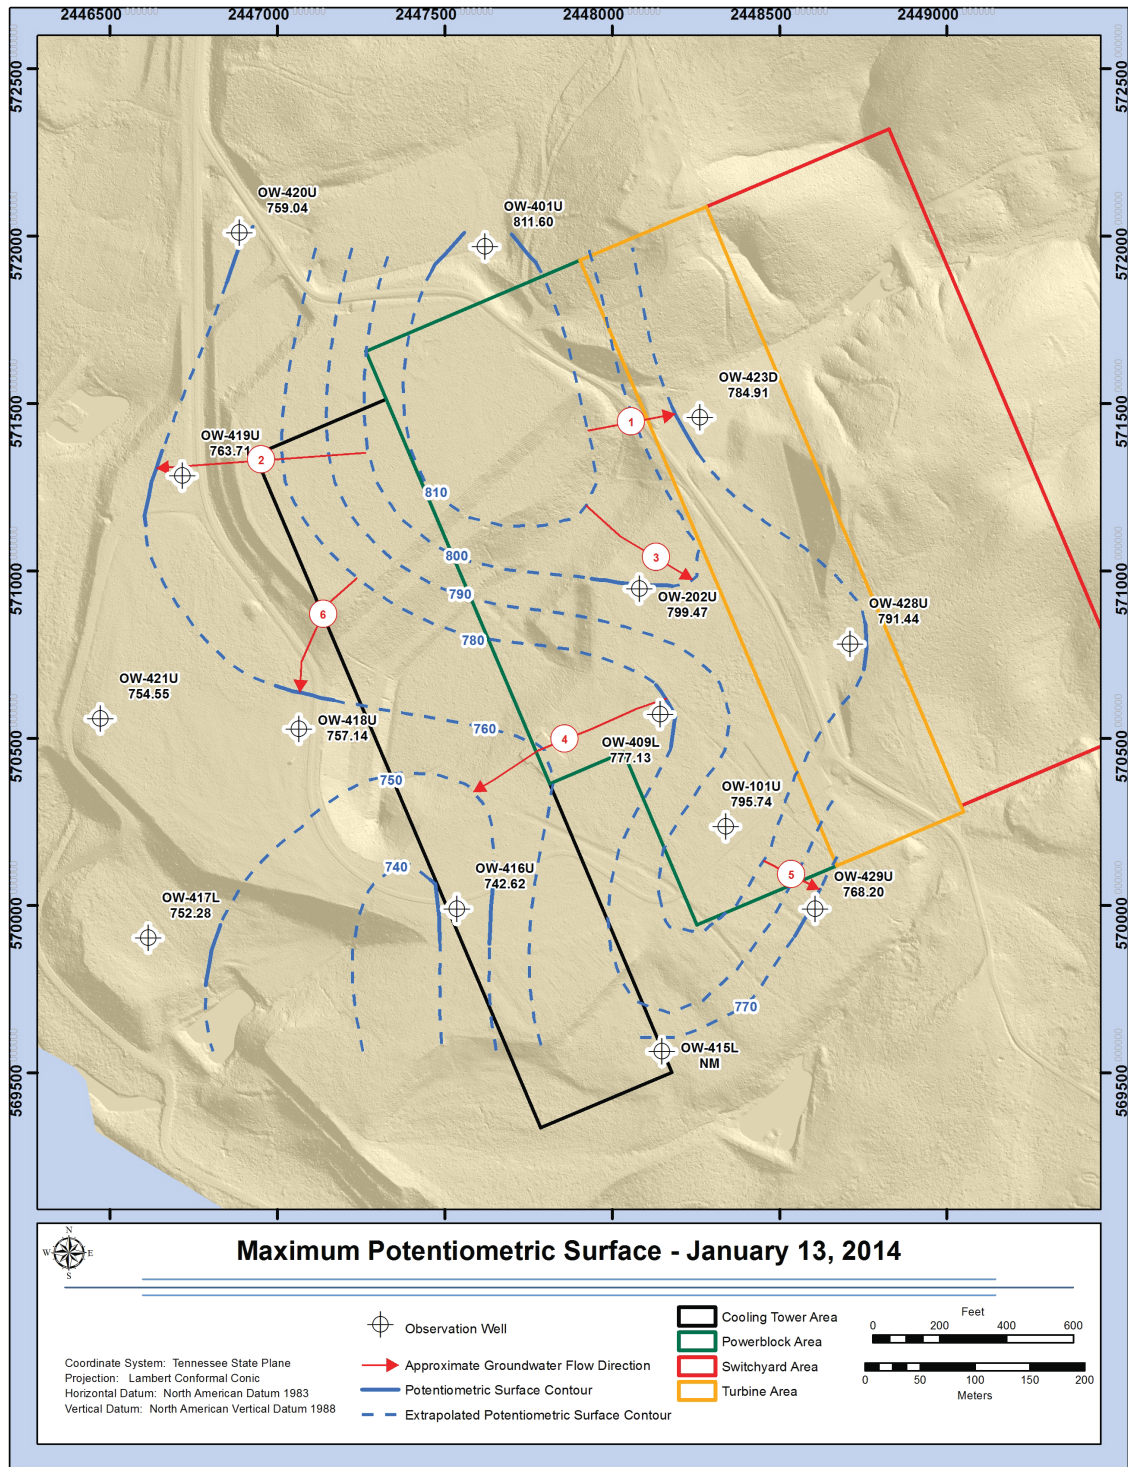 2446500 2447000 2447500 2448000 2448500 2449000
572500 572500
572000 572000
571500 571500
571000 571000
570500 570500
570000 570000
569500 569500
OW-420U
759.04
OW-401U
811.60
OW-423D
784.91
1
OW-419U
763.71
2
810
800
790
780
3
OW-202U
799.47
OW-428U
791.44
6
OW-421U
754.55
OW-418U
757.14
760
4
OW-409L
777.13
750
OW-101U
795.74
740
OW-416U
742.62
5
OW-429U
768.20
OW-417L
752.28
770
OW-415L
NM
N
W E
S
Maximum Potentiometric Surface - January 13, 2014
Coordinate System: Tennessee State Plane
Projection: Lambert Conformal Conic
Horizontal Datum: North American Datum 1983
Vertical Datum: North American Vertical Datum 1988
Observation Well
Approximate Groundwater Flow Direction
Potentiometric Surface Contour
Extrapolated Potentiometric Surface Contour
Cooling Tower Area
Powerblock Area
Switchyard Area
Turbine Area
Feet
0 200 400 600
0 50 100 150 200
Meters